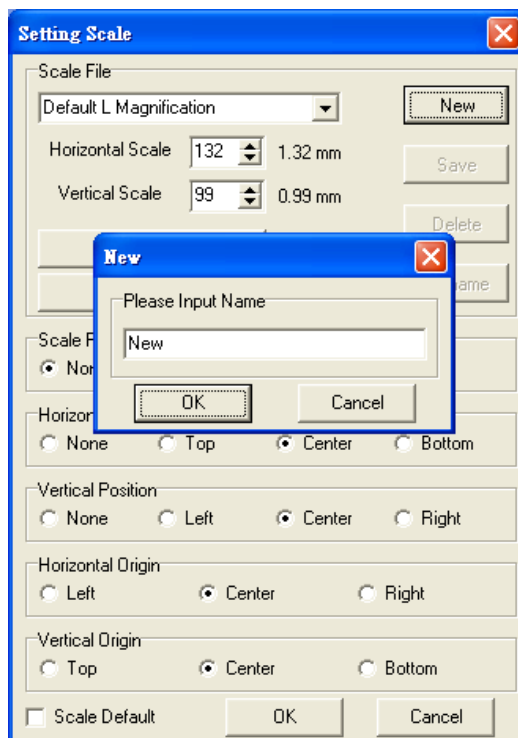 Setting Scale
Scale File
Default L Magnification
New
Horizontal Scale 132 1.32 mm
Save
Vertical Scale 99 0.99 mm
Delete
New
Please Input Name
New
OK Cancel
Scale
None Top Center Bottom
Vertical Position
None Left Center Right
Horizontal Origin
Left Center Right
Vertical Origin
Top Center Bottom
Scale Default OK Cancel